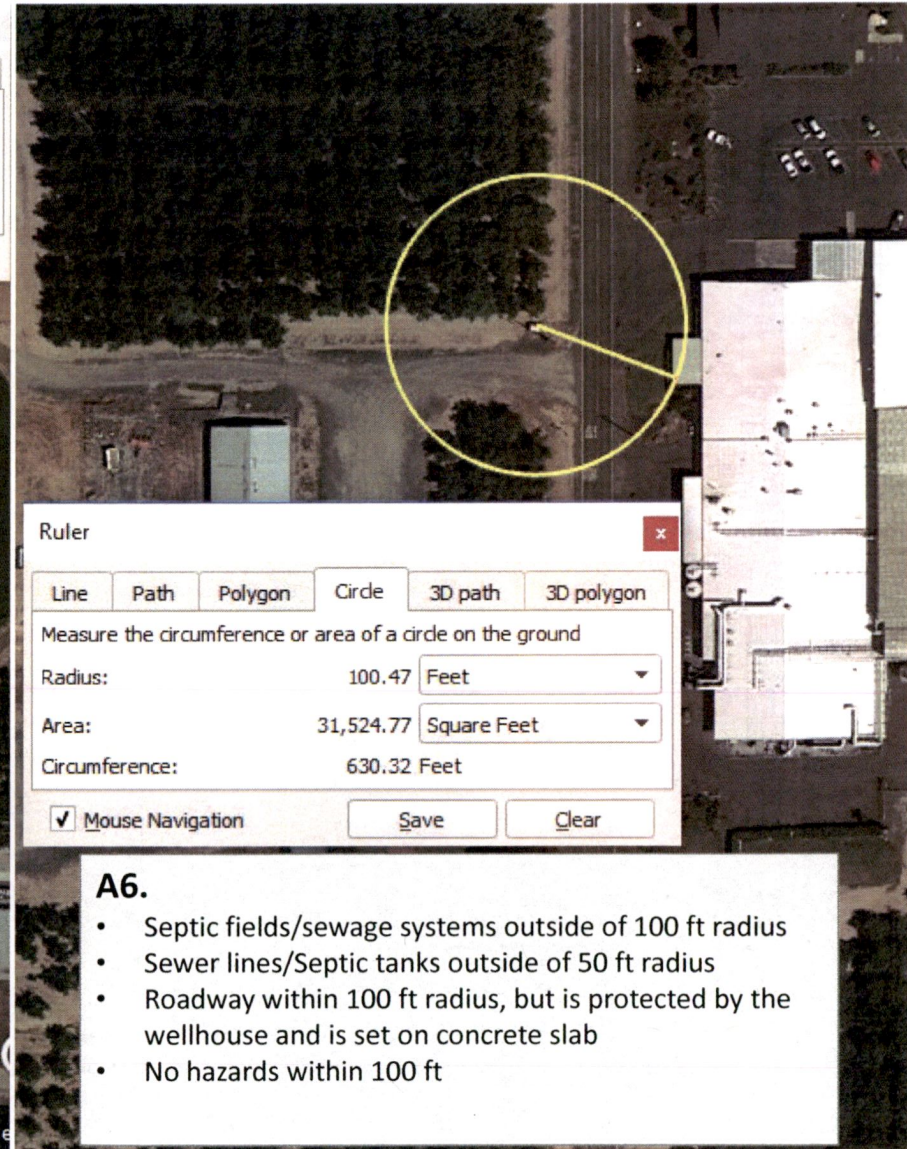 Ruler
x
Line Path Polygon Circle 3D path 3D polygon
Measure the circumference or area of a circle on the ground
Radius: 100.47 Feet
Area: 31,524.77 Square Feet
Circumference: 630.32 Feet
Mouse Navigation Save Clear
A6.
• Septic fields/sewage systems outside of 100 ft radius
• Sewer lines/Septic tanks outside of 50 ft radius
• Roadway within 100 ft radius, but is protected by the
wellhouse and is set on concrete slab
• No hazards within 100 ft